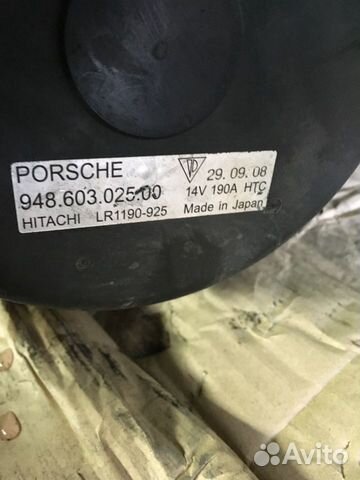 PORSCHE 29.09.08
948.603.025.00 14V 190A HTC
HITACHI LR1190-925 Made in Japan
Avito